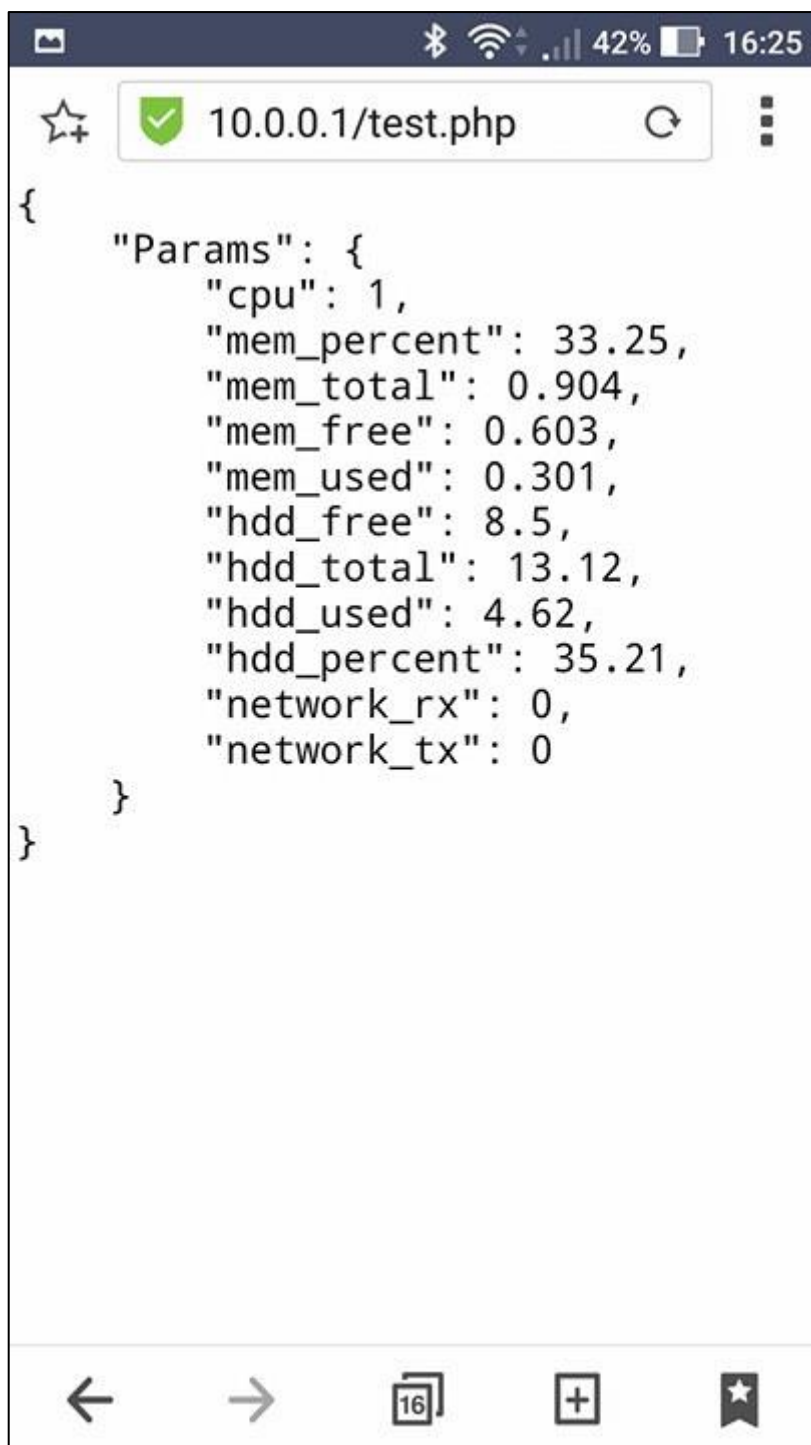 42% 16:25
10.0.0.1/test.php
{
     "Params": {
          "cpu": 1,
          "mem_percent": 33.25,
          "mem_total": 0.904,
          "mem_free": 0.603,
          "mem_used": 0.301,
          "hdd_free": 8.5,
          "hdd_total": 13.12,
          "hdd_used": 4.62,
          "hdd_percent": 35.21,
          "network_rx": 0,
          "network_tx": 0
     }
}
16